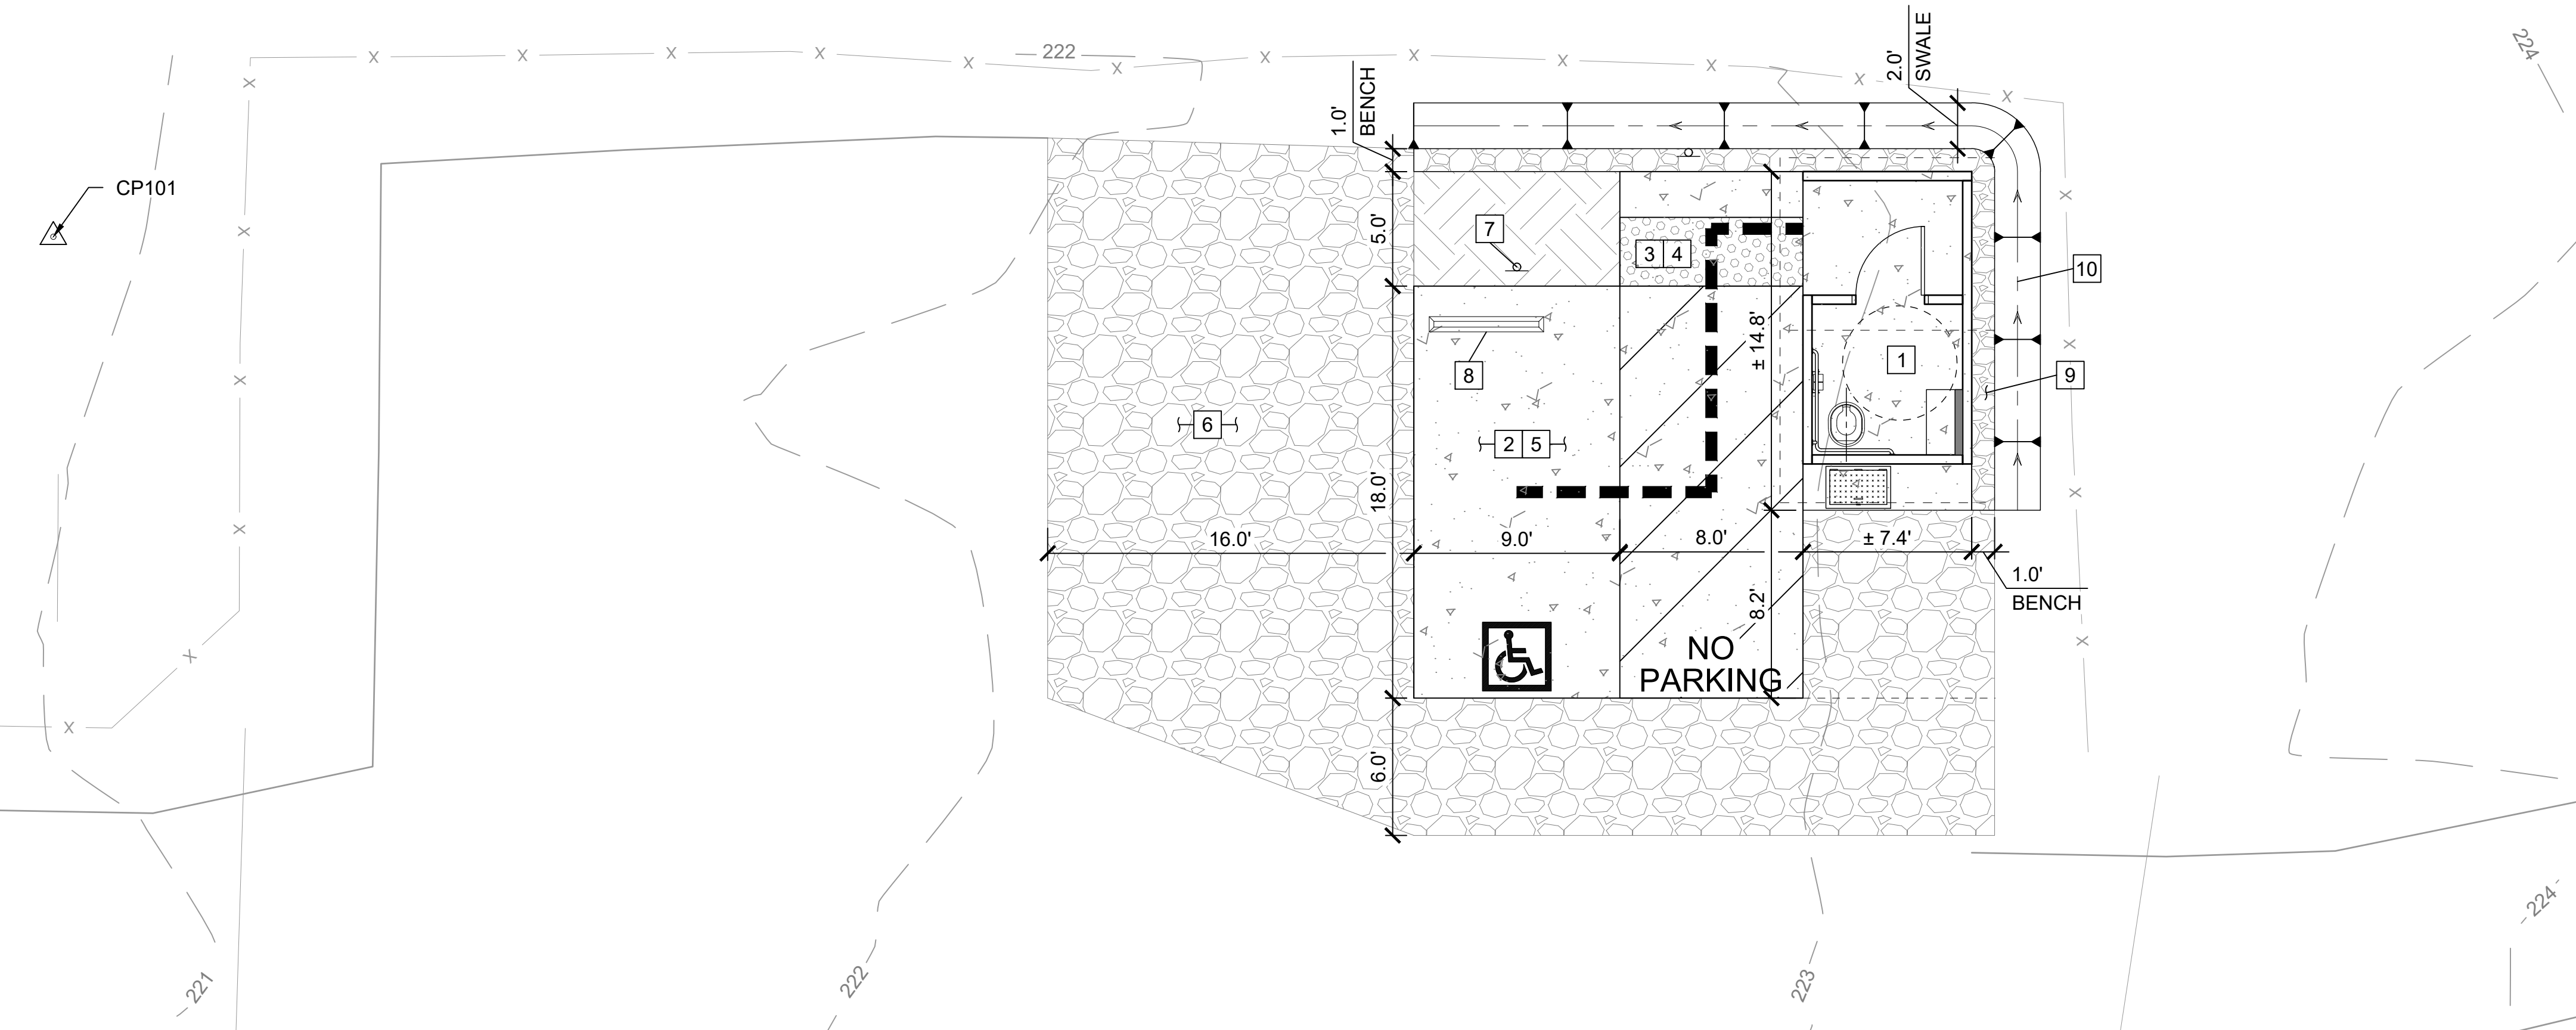 X X X X X X X X X X X X X
222
224
2.0'
SWALE
1.0'
BENCH
CP101
X
X
X
X
X
X
5.0'
7
3 4
10
± 14.8'
X
X
X
X
8
1
9
6
2 5
18.0'
16.0'
9.0'
8.0'
± 7.4'
1.0'
BENCH
8.2'
NO
PARKING
6.0'
221
222
223
224